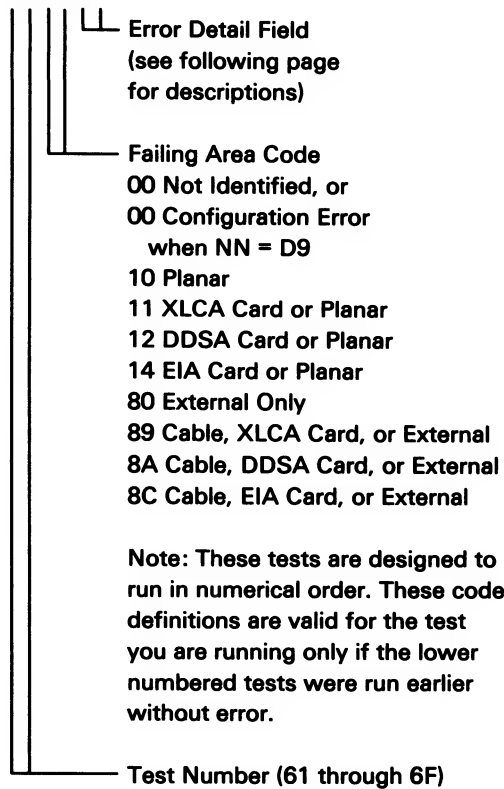 Error Detail Field
(see following page
for descriptions)
Failing Area Code
00 Not Identified, or
00 Configuration Error
when NN = D9
10 Planar
11 XLCA Card or Planar
12 DDSA Card or Planar
14 EIA Card or Planar
80 External Only
89 Cable, XLCA Card, or External
8A Cable, DDSA Card, or External
8C Cable, EIA Card, or External
Note: These tests are designed to
run in numerical order. These code
definitions are valid for the test
you are running only if the lower
numbered tests were run earlier
without error.
Test Number (61 through 6F)